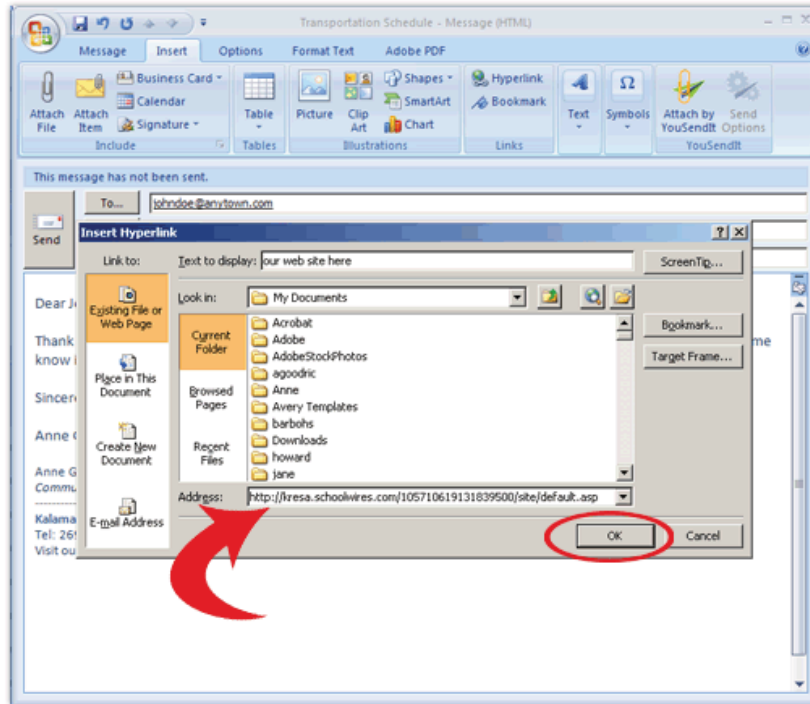 Transportation Schedule - Message (HTML)
Message Insert Options Format Text Adobe PDF
Attach File
Attach Item
Business Card
Calendar
Signature
Include
Table
Tables
Picture
Clip Art
Shapes
SmartArt
Chart
Illustrations
Hyperlink
Bookmark
Links
Text
Symbols
Attach by YouSendIt
Send Options
YouSendIt
This message has not been sent.
Send
To...
johndoe@anytown.com
Insert Hyperlink
Link to:
Text to display: our web site here
ScreenTip...
Existing File or Web Page
Place in This Document
Create New Document
E-mail Address
Look in: My Documents
Current Folder
Browsed Pages
Recent Files
Acrobat
Adobe
AdobeStockPhotos
agoodric
Anne
Avery Templates
barbohs
Downloads
howard
jane
Bookmark...
Target Frame...
Address: http://kresa.schoolwires.com/105710619131839500/site/default.asp
OK Cancel
Dear J
Thank
me
know i
Sincer
Anne
Anne G
Commu
Kalama
Tel: 26
Visit ou